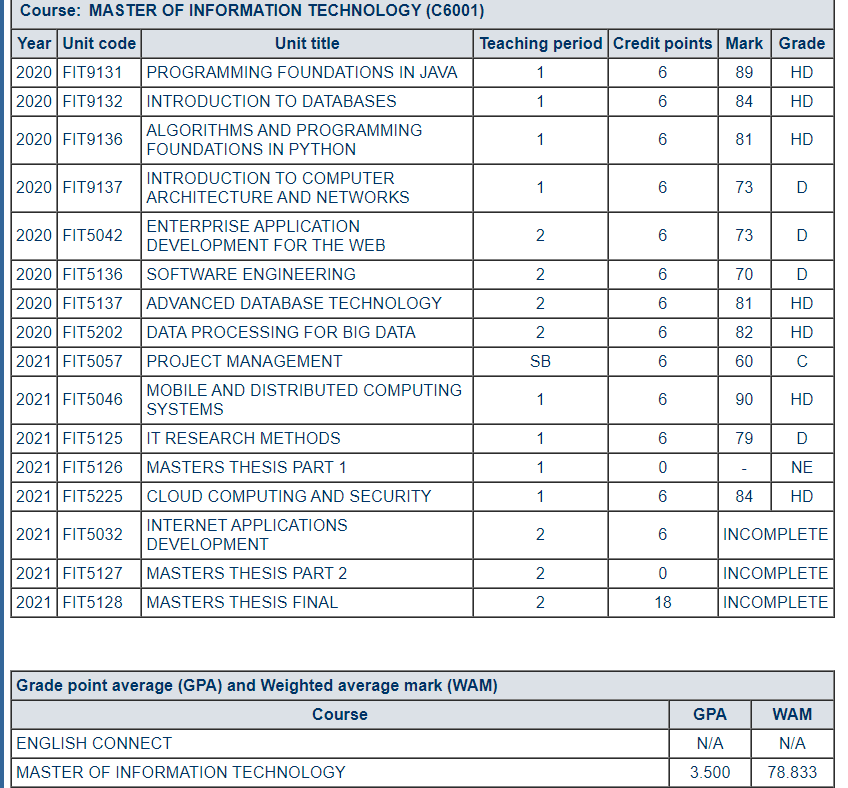 Course: MASTER OF INFORMATION TECHNOLOGY (C6001)
Year Unit code Unit title Teaching period Credit points Mark Grade
2020 FIT9131 PROGRAMMING FOUNDATIONS IN JAVA 1 6 89 HD
2020 FIT9132 INTRODUCTION TO DATABASES 1 6 84 HD
2020 FIT9136 ALGORITHMS AND PROGRAMMING
FOUNDATIONS IN PYTHON 1 6 81 HD
2020 FIT9137 INTRODUCTION TO COMPUTER
ARCHITECTURE AND NETWORKS 1 6 73 D
2020 FIT5042 ENTERPRISE APPLICATION
DEVELOPMENT FOR THE WEB 2 6 73 D
2020 FIT5136 SOFTWARE ENGINEERING 2 6 70 D
2020 FIT5137 ADVANCED DATABASE TECHNOLOGY 2 6 81 HD
2020 FIT5202 DATA PROCESSING FOR BIG DATA 2 6 82 HD
2021 FIT5057 PROJECT MANAGEMENT SB 6 60 C
2021 FIT5046 MOBILE AND DISTRIBUTED COMPUTING
SYSTEMS 1 6 90 HD
2021 FIT5125 IT RESEARCH METHODS 1 6 79 D
2021 FIT5126 MASTERS THESIS PART 1 1 0 - NE
2021 FIT5225 CLOUD COMPUTING AND SECURITY 1 6 84 HD
2021 FIT5032 INTERNET APPLICATIONS
DEVELOPMENT 2 6 INCOMPLETE
2021 FIT5127 MASTERS THESIS PART 2 2 0 INCOMPLETE
2021 FIT5128 MASTERS THESIS FINAL 2 18 INCOMPLETE
Grade point average (GPA) and Weighted average mark (WAM)
Course GPA WAM
ENGLISH CONNECT N/A N/A
MASTER OF INFORMATION TECHNOLOGY 3.500 78.833